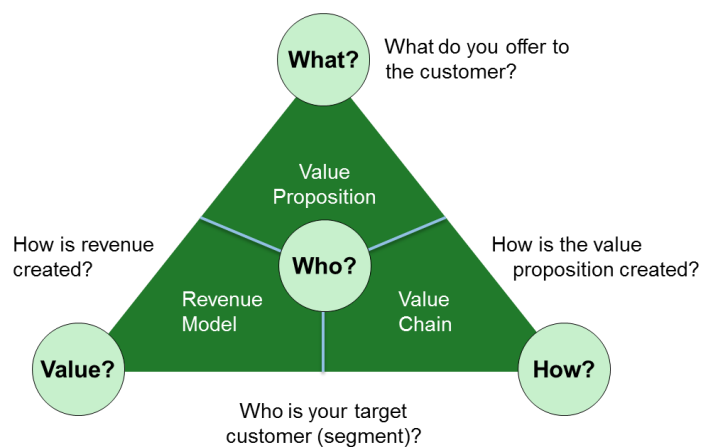 What?
What do you offer to
the customer?
Value
Proposition
How is revenue
created?
Who?
How is the value
proposition created?
Revenue
Model
Value
Chain
Value?
How?
Who is your target
customer (segment)?